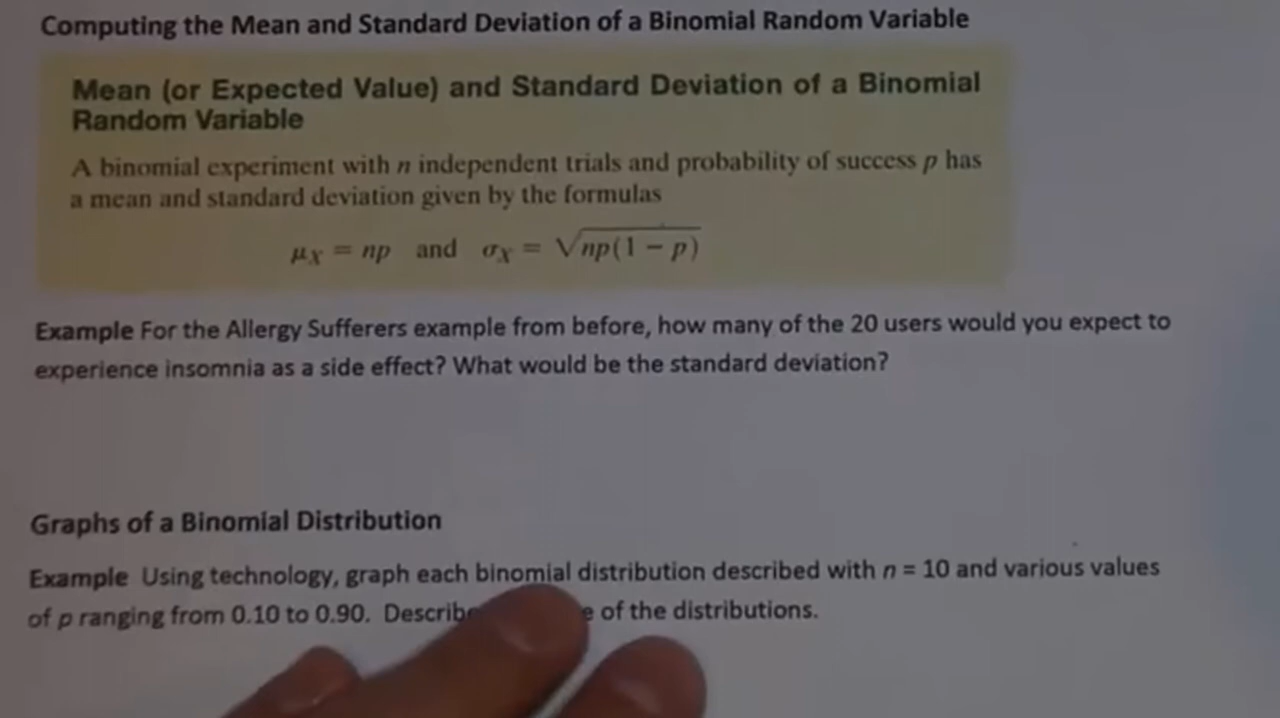 Computing the Mean and Standard Deviation of a Binomial Random Variable
Mean (or Expected Value) and Standard Deviation of a Binomial
Random Variable
A binomial experiment with n independent trials and probability of success p has
a mean and standard deviation given by the formulas
μX = np and σX = √np(1 − p)
Example For the Allergy Sufferers example from before, how many of the 20 users would you expect to
experience insomnia as a side effect? What would be the standard deviation?
Graphs of a Binomial Distribution
Example Using technology, graph each binomial distribution described with n = 10 and various values
of p ranging from 0.10 to 0.90. of the distributions.